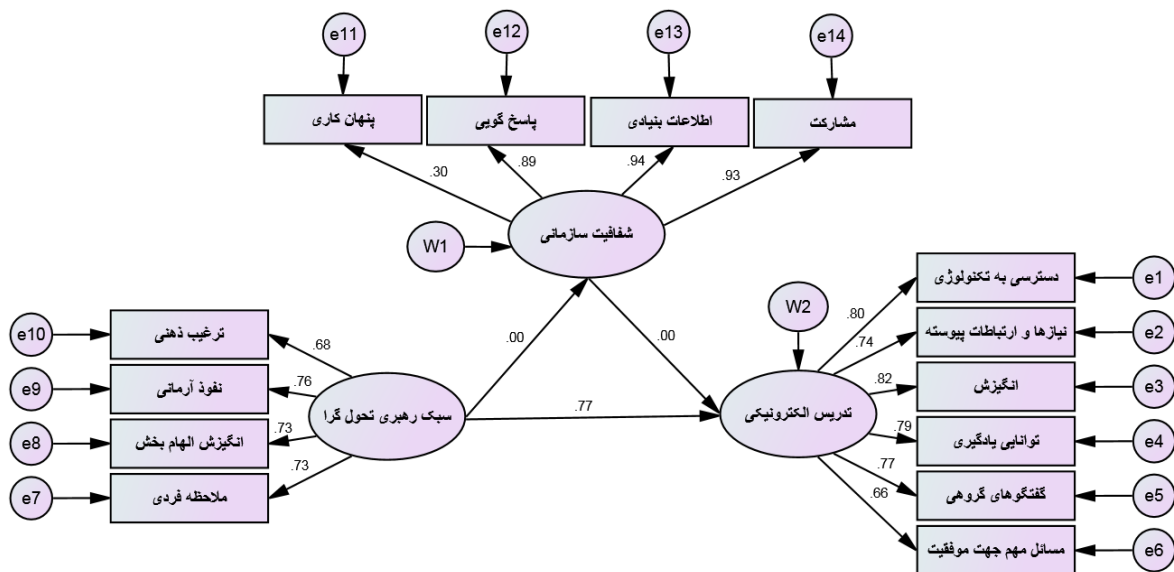 e11 e12 e13 e14
پنهان کاری
پاسخ گویی
اطلاعات بنیادی
مشارکت
.30
.89
.94
.93
W1
شفافیت سازمانی
.00
.00
W2
e10
ترغیب ذهنی
.68
e9
نفوذ آرمانی
.76
e8
انگیزش الهام بخش
.73
e7
ملاحظه فردی
.73
سبک رهبری تحول گرا
.77
تدریس الکترونیکی
.80
دسترسی به تکنولوژی
e1
.74
نیازها و ارتباطات پیوسته
e2
.82
انگیزش
e3
.79
توانایی یادگیری
e4
.77
گفتگوهای گروهی
e5
.66
مسائل مهم جهت موفقیت
e6